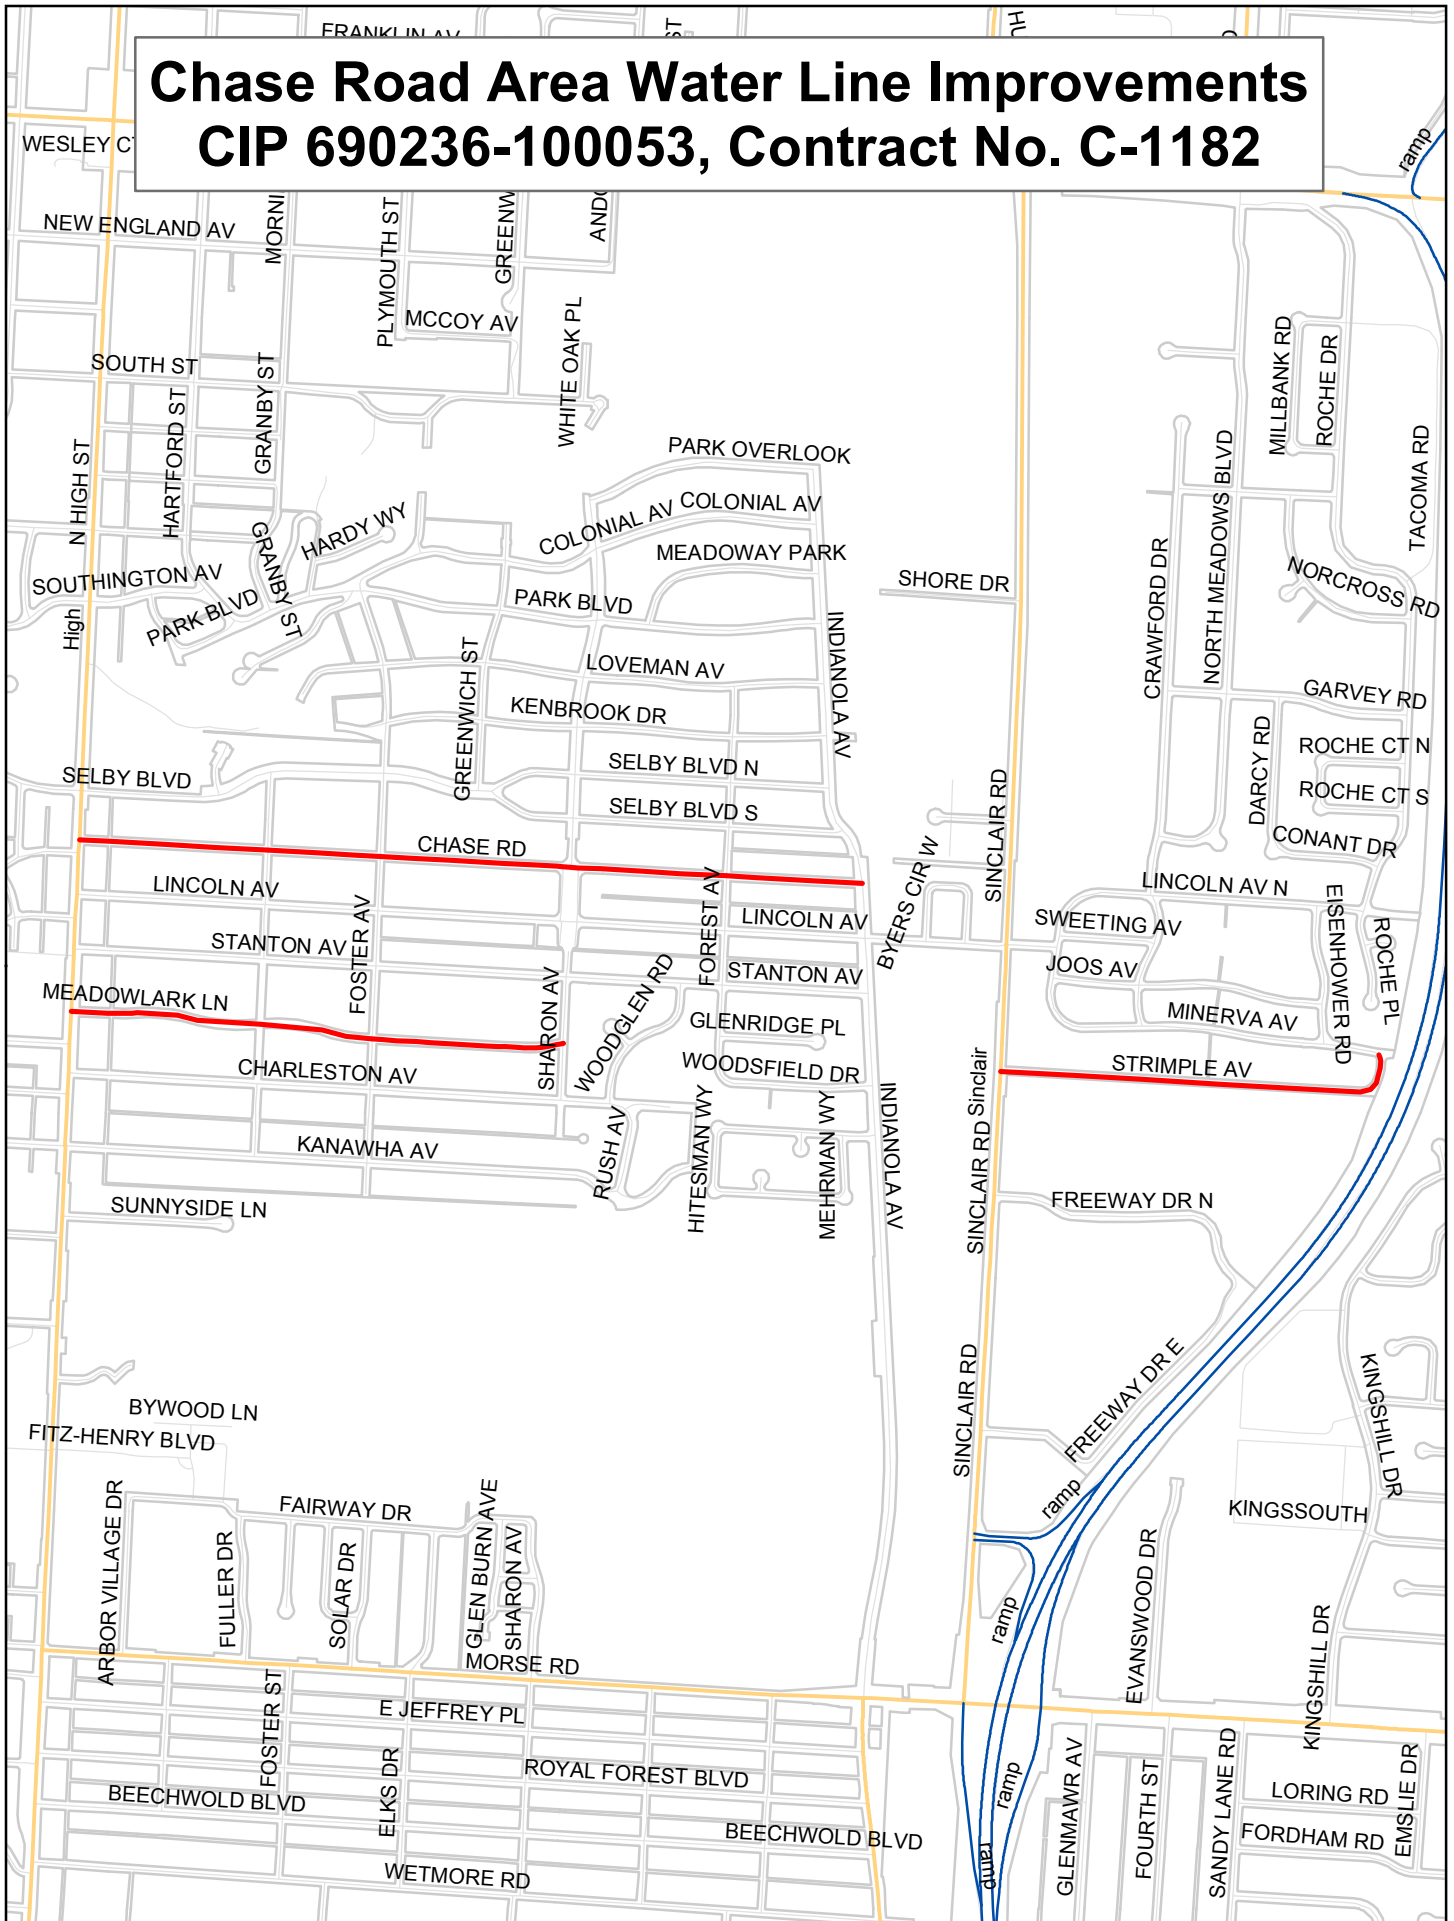 FRANKLIN AV
ST
Chase Road Area Water Line Improvements
CIP 690236-100053, Contract No. C-1182
WESLEY
ramp
NEW ENGLAND AV
MORNI
PLYMOUTH ST
GREENW
MCCOY AV
WHITE OAK PL
SOUTH ST
GRANBY ST
HARTFORD ST
N HIGH ST
MILLBANK RD
ROCHE DR
TACOMA RD
NORTH MEADOWS BLVD
CRAWFORD DR
PARK OVERLOOK
COLONIAL AV
COLONIAL AV
HARDY WY
GRANBY ST
MEADOWAY PARK
SHORE DR
NORCROSS RD
SOUTHINGTON AV
PARK BLVD
PARK BLVD
High
INDIANOLA AV
GREENWICH ST
LOVEMAN AV
KENBROOK DR
GARVEY RD
DARCY RD
ROCHE CT N
SELBY BLVD N
SELBY BLVD
SELBY BLVD S
SINCLAIR RD
ROCHE CT S
CONANT DR
CHASE RD
BYERS CIR W
LINCOLN AV
FOREST AV
LINCOLN AV N
EISENHOWER RD
ROCHE PL
FOSTER AV
LINCOLN AV
SWEETING AV
STANTON AV
STANTON AV
JOOS AV
MEADOWLARK LN
SHARON AV
WOODGLEN RD
GLENRIDGE PL
MINERVA AV
CHARLESTON AV
WOODSFIELD DR
STRIMPLE AV
Sinclair
SINCLAIR RD
INDIANOLA AV
KANAWHA AV
RUSH AV
HITESMAN WY
MEHRMAN WY
SUNNYSIDE LN
FREEWAY DR N
SINCLAIR RD
FREEWAY DR E
KINGSHILL DR
BYWOOD LN
FITZ-HENRY BLVD
ramp
KINGSSOUTH
ARBOR VILLAGE DR
FAIRWAY DR
FULLER DR
SOLAR DR
GLEN BURN AVE
SHARON AV
EVANSWOOD DR
ramp
KINGSHILL DR
MORSE RD
FOSTER ST
E JEFFREY PL
ELKS DR
ROYAL FOREST BLVD
BEECHWOLD BLVD
BEECHWOLD BLVD
WETMORE RD
ramp
ramp
GLENMAWR AV
FOURTH ST
SANDY LANE RD
LORING RD
EMSLIE DR
FORDHAM RD